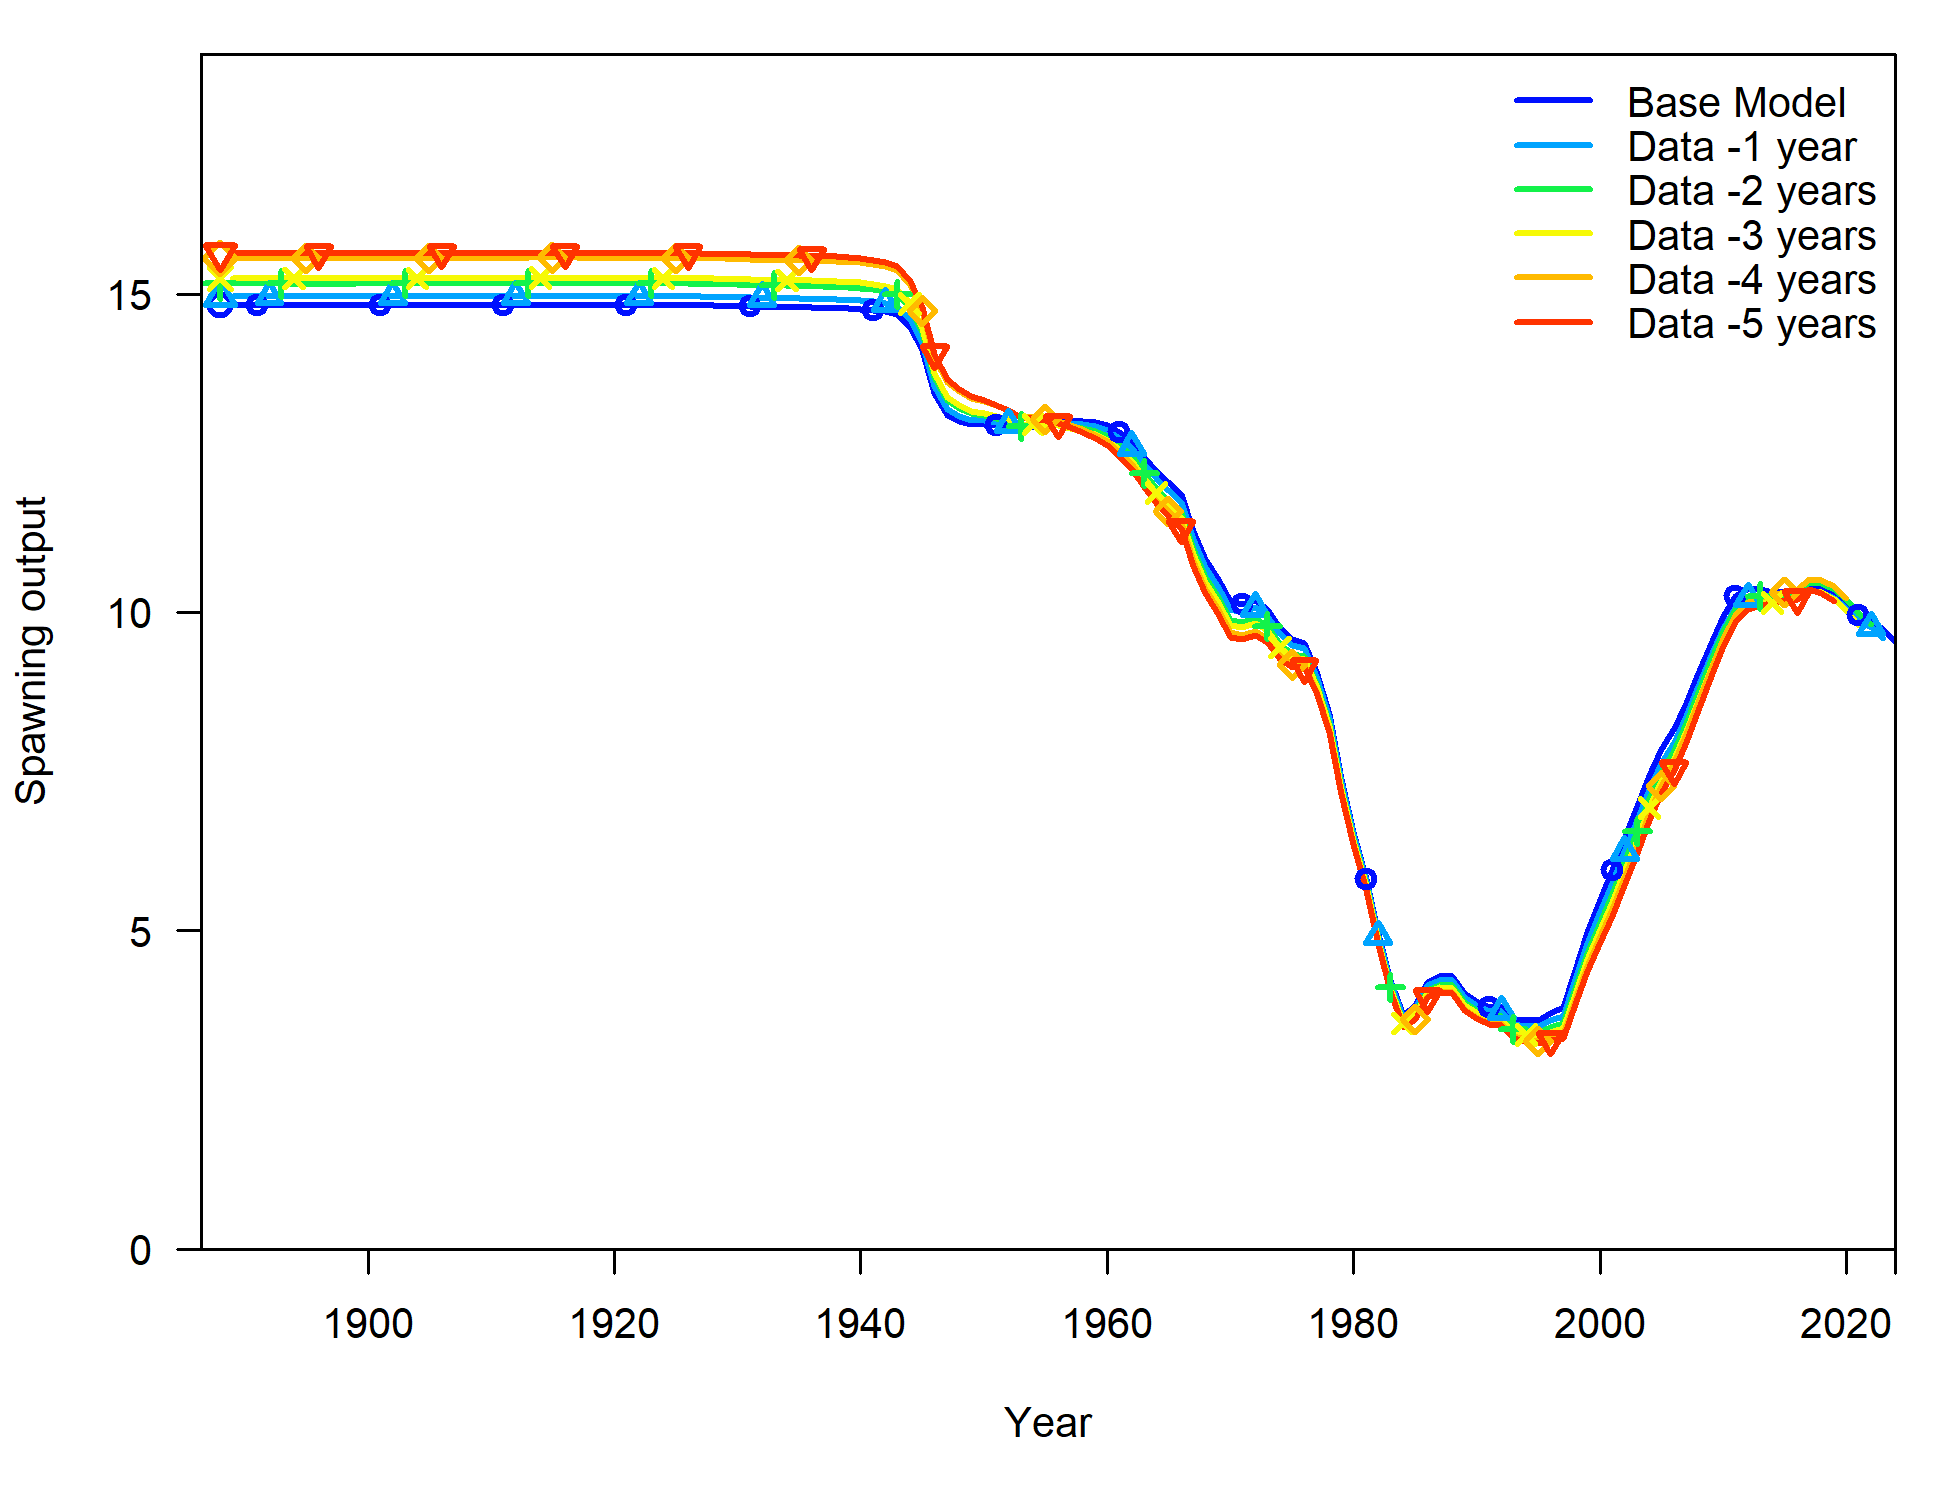 Base Model
Data -1 year
Data -2 years
Data -3 years
Data -4 years
Data -5 years
15
10
5
0
Spawning output
1900 1920 1940 1960 1980 2000 2020
Year